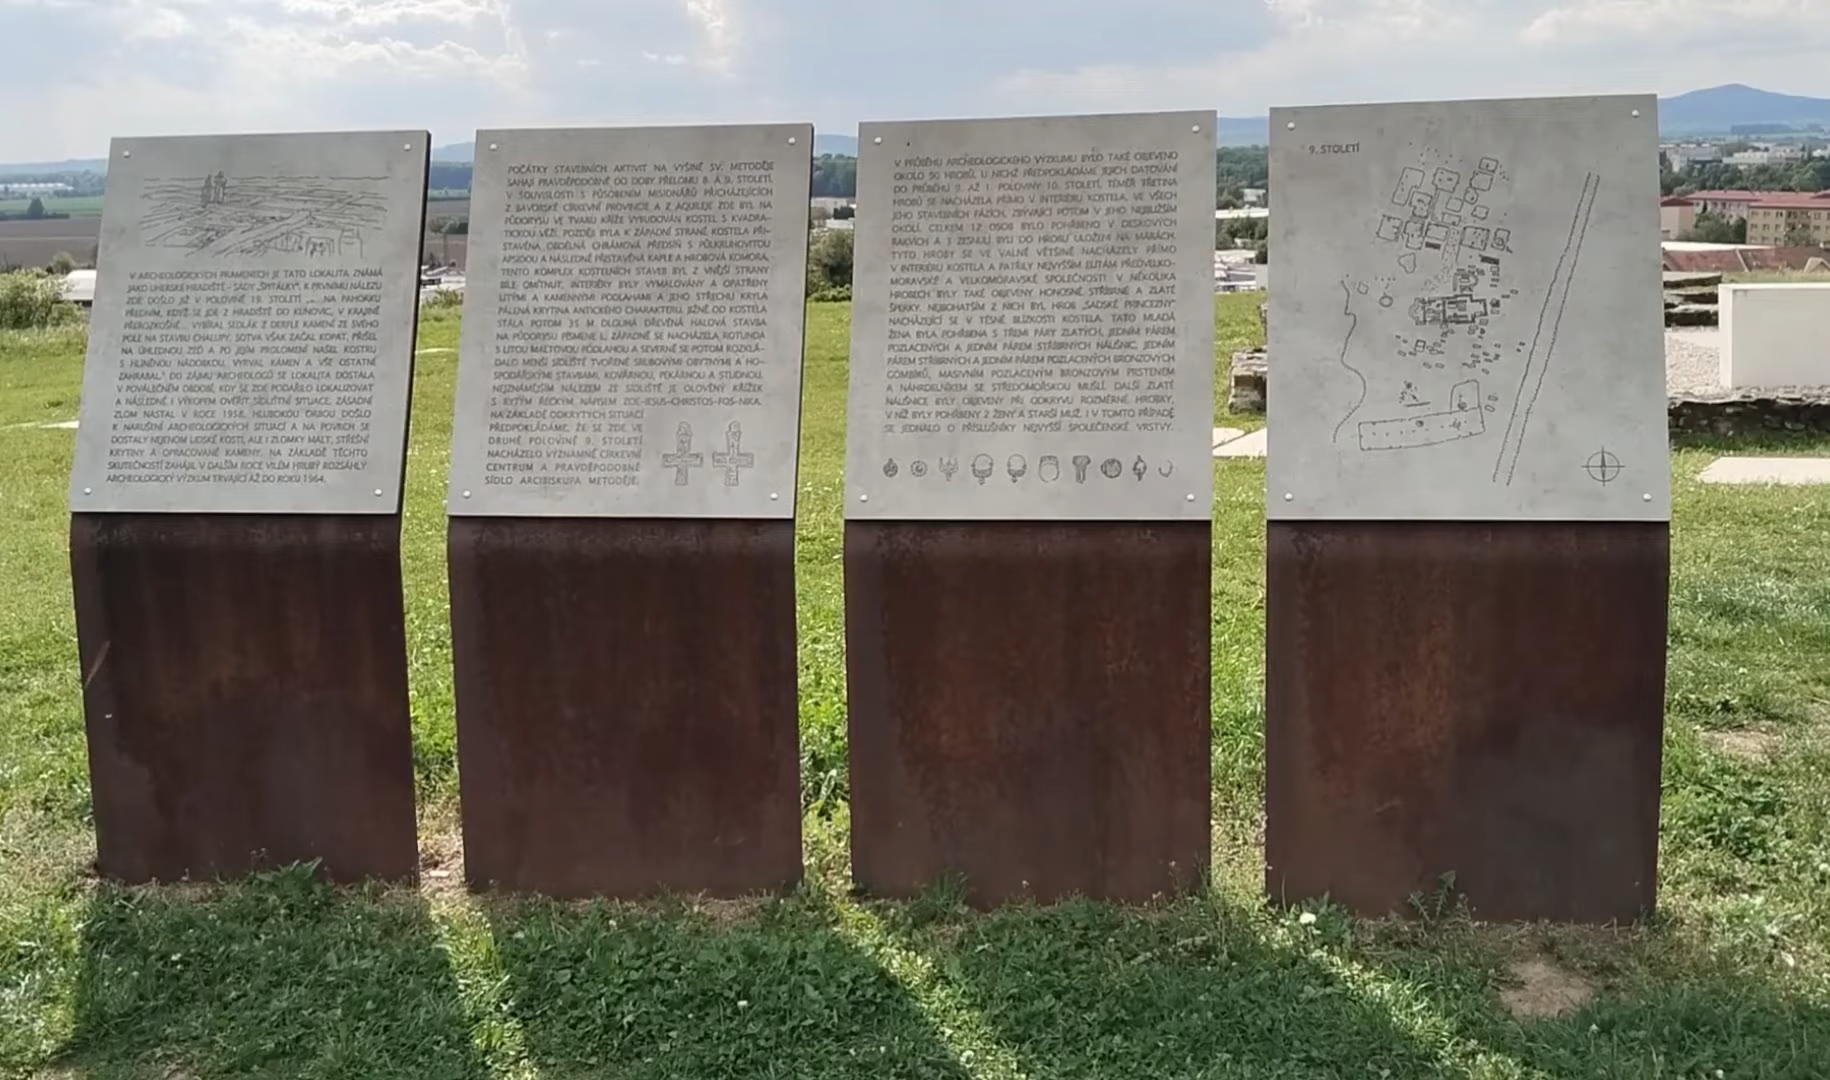 V ARCHEOLOGICKÝCH PRAMENECH JE TATO LOKALITA ZNÁMÁ
JAKO UHERSKÉ HRADIŠTĚ - SADY „ŠPITÁLKY“. K PRVNÍMU NÁLEZU
ZDE DOŠLO JIŽ V POLOVINĚ 19. STOLETÍ „... NA PAHORKU
PŘEDNÍM, KDYŽ SE JDE Z HRADIŠTĚ DO KUNOVIC, V KRAJINĚ
PŘEROZKOŠNÉ... VYBÍRAL SEDLÁK Z DERFLE KAMENÍ ZE SVÉHO
POLE NA STAVBU CHALUPY. SOTVA VŠAK ZAČAL KOPAT, PŘIŠEL
NA ÚHLEDNOU ZEĎ A PO JEJÍM PROLOMENÍ NAŠEL KOSTRU
S HLINĚNOU NÁDOBKOU. VYRVAL KÁMEN A VŠE OSTATNÍ
ZAHRABAL.“ DO ZÁJMU ARCHEOLOGŮ SE LOKALITA DOSTALA
V POVÁLEČNÉM OBDOBÍ, KDY SE ZDE PODAŘILO LOKALIZOVAT
A NÁSLEDNĚ I VÝKOPEM OVĚŘIT SÍDLIŠTNÍ SITUACE. ZÁSADNÍ
ZLOM NASTAL V ROCE 1958. HLUBOKOU ORBOU DOŠLO
K NARUŠENÍ ARCHEOLOGICKÝCH SITUACÍ A NA POVRCH SE
DOSTALY NEJENOM LIDSKÉ KOSTI, ALE I ZLOMKY MALT, STŘEŠNÍ
KRYTINY A OPRACOVANÉ KAMENY. NA ZÁKLADĚ TĚCHTO
SKUTEČNOSTÍ ZAHÁJIL V DALŠÍM ROCE VILÉM HRUBÝ ROZSÁHLÝ
ARCHEOLOGICKÝ VÝZKUM TRVAJÍCÍ AŽ DO ROKU 1964.
POČÁTKY STAVEBNÍCH AKTIVIT NA VÝŠINĚ SV. METODĚJE
SAHAJÍ PRAVDĚPODOBNĚ DO DOBY PŘELOMU 8. A 9. STOLETÍ.
V SOUVISLOSTI S PŮSOBENÍM MISIONÁŘŮ PŘICHÁZEJÍCÍCH
Z BAVORSKÉ CÍRKEVNÍ PROVINCIE A Z AQUILEJE ZDE BYL NA
PŮDORYSU VE TVARU KŘÍŽE VYBUDOVÁN KOSTEL S KVADRA-
TICKOU VĚŽÍ. POZDĚJI BYLA K ZÁPADNÍ STRANĚ KOSTELA PŘI-
STAVĚNA OBDÉLNÁ CHRÁMOVÁ PŘEDSÍŇ S PŮLKRUHOVITOU
APSIDOU A NÁSLEDNĚ PŘISTAVĚNÁ KAPLE A HROBOVÁ KOMORA.
TENTO KOMPLEX KOSTELNÍCH STAVEB BYL Z VNĚJŠÍ STRANY
BÍLE OMÍTNUT, INTERIÉRY BYLY VYMALOVÁNY A OPATŘENY
LITÝMI A KAMENNÝMI PODLAHAMI A JEHO STŘECHU KRYLA
PÁLENÁ KRYTINA ANTICKÉHO CHARAKTERU. JIŽNĚ OD KOSTELA
STÁLA POTOM 35 M DLOUHÁ DŘEVĚNÁ HALOVÁ STAVBA
NA PŮDORYSU PÍSMENE L. ZÁPADNĚ SE NACHÁZELA ROTUNDA
S LITOU MALTOVOU PODLAHOU A SEVERNĚ SE POTOM ROZKLÁ-
DALO MENŠÍ SÍDLIŠTĚ TVOŘENÉ SRUBOVÝMI OBYTNÝMI A HO-
SPODÁŘSKÝMI STAVBAMI, KOVÁRNOU, PEKÁRNOU A STUDNOU.
NEJZNÁMĚJŠÍM NÁLEZEM ZE SÍDLIŠTĚ JE OLOVĚNÝ KŘÍŽEK
S RYTÝM ŘECKÝM NÁPISEM ZOE-JESUS-CHRISTOS-FOS-NIKA.
NA ZÁKLADĚ ODKRYTÝCH SITUACÍ
PŘEDPOKLÁDÁME, ŽE SE ZDE VE
DRUHÉ POLOVINĚ 9. STOLETÍ
NACHÁZELO VÝZNAMNÉ CÍRKEVNÍ
CENTRUM A PRAVDĚPODOBNÉ
SÍDLO ARCIBISKUPA METODĚJE.
V PRŮBĚHU ARCHEOLOGICKÉHO VÝZKUMU BYLO TAKÉ OBJEVENO
OKOLO 90 HROBŮ, U NICHŽ PŘEDPOKLÁDÁME JEJICH DATOVÁNÍ
DO PRŮBĚHU 9. AŽ 1. POLOVINY 10. STOLETÍ. TÉMĚŘ TŘETINA
HROBŮ SE NACHÁZELA PŘÍMO V INTERIÉRU KOSTELA, VE VŠECH
JEHO STAVEBNÍCH FÁZÍCH, ZBÝVAJÍCÍ POTOM V JEHO NEJBLIŽŠÍM
OKOLÍ. CELKEM 17 OSOB BYLO POHŘBENO V DESKOVÝCH
RAKVÍCH A 3 ZESNULÍ BYLI DO HROBU ULOŽENI NA MÁRÁCH.
TYTO HROBY SE VE VALNÉ VĚTŠINĚ NACHÁZELY PŘÍMO
V INTERIÉRU KOSTELA A PATŘILY NEJVYŠŠÍM ELITÁM PŘEDVELKO-
MORAVSKÉ A VELKOMORAVSKÉ SPOLEČNOSTI. V NĚKOLIKA
HROBECH BYLY TAKÉ OBJEVENY HONOSNÉ, STŘÍBRNÉ A ZLATÉ
ŠPERKY. NEJBOHATŠÍM Z NICH BYL HROB „SADSKÉ PRINCEZNY“
NACHÁZEJÍCÍ SE V TĚSNÉ BLÍZKOSTI KOSTELA. TATO MLADÁ
ŽENA BYLA POHŘBENA S TŘEMI PÁRY ZLATÝCH, JEDNÍM PÁREM
POZLACENÝCH A JEDNÍM PÁREM STŘÍBRNÝCH NÁUŠNIC, JEDNÍM
PÁREM STŘÍBRNÝCH A JEDNÍM PÁREM POZLACENÝCH BRONZOVÝCH
GOMBÍKŮ, MASIVNÍM POZLACENÝM BRONZOVÝM PRSTENEM
A NÁHRDELNÍKEM SE STŘEDOMOŘSKOU MUŠLÍ. DALŠÍ ZLATÉ
NÁUŠNICE BYLY OBJEVENY PŘI ODKRYVU ROZMĚRNÉ HROBKY,
V NÍŽ BYLY POHŘBENY 2 ŽENY A STARŠÍ MUŽ. I V TOMTO PŘÍPADĚ
SE JEDNALO O PŘÍSLUŠNÍKY NEJVYŠŠÍ SPOLEČENSKÉ VRSTVY.
9. STOLETÍ